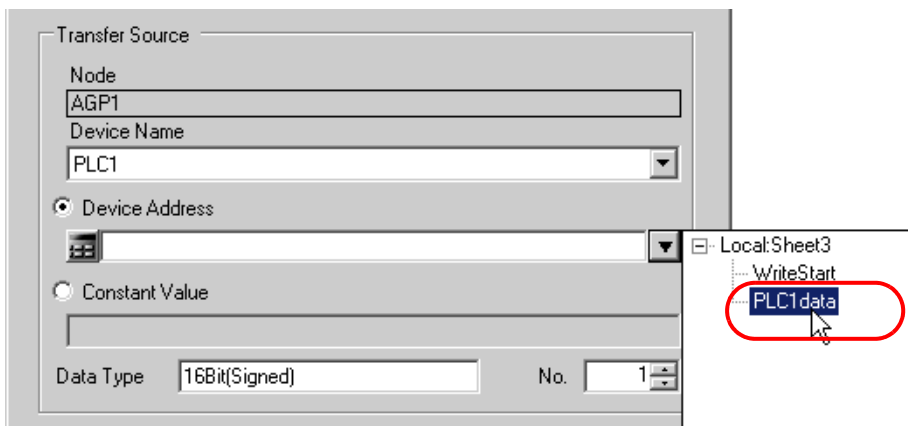 Transfer Source
Node
AGP1
Device Name
PLC1
Device Address
Local:Sheet3
WriteStart
PLC1data
Constant Value
Data Type 16Bit(Signed) No. 1